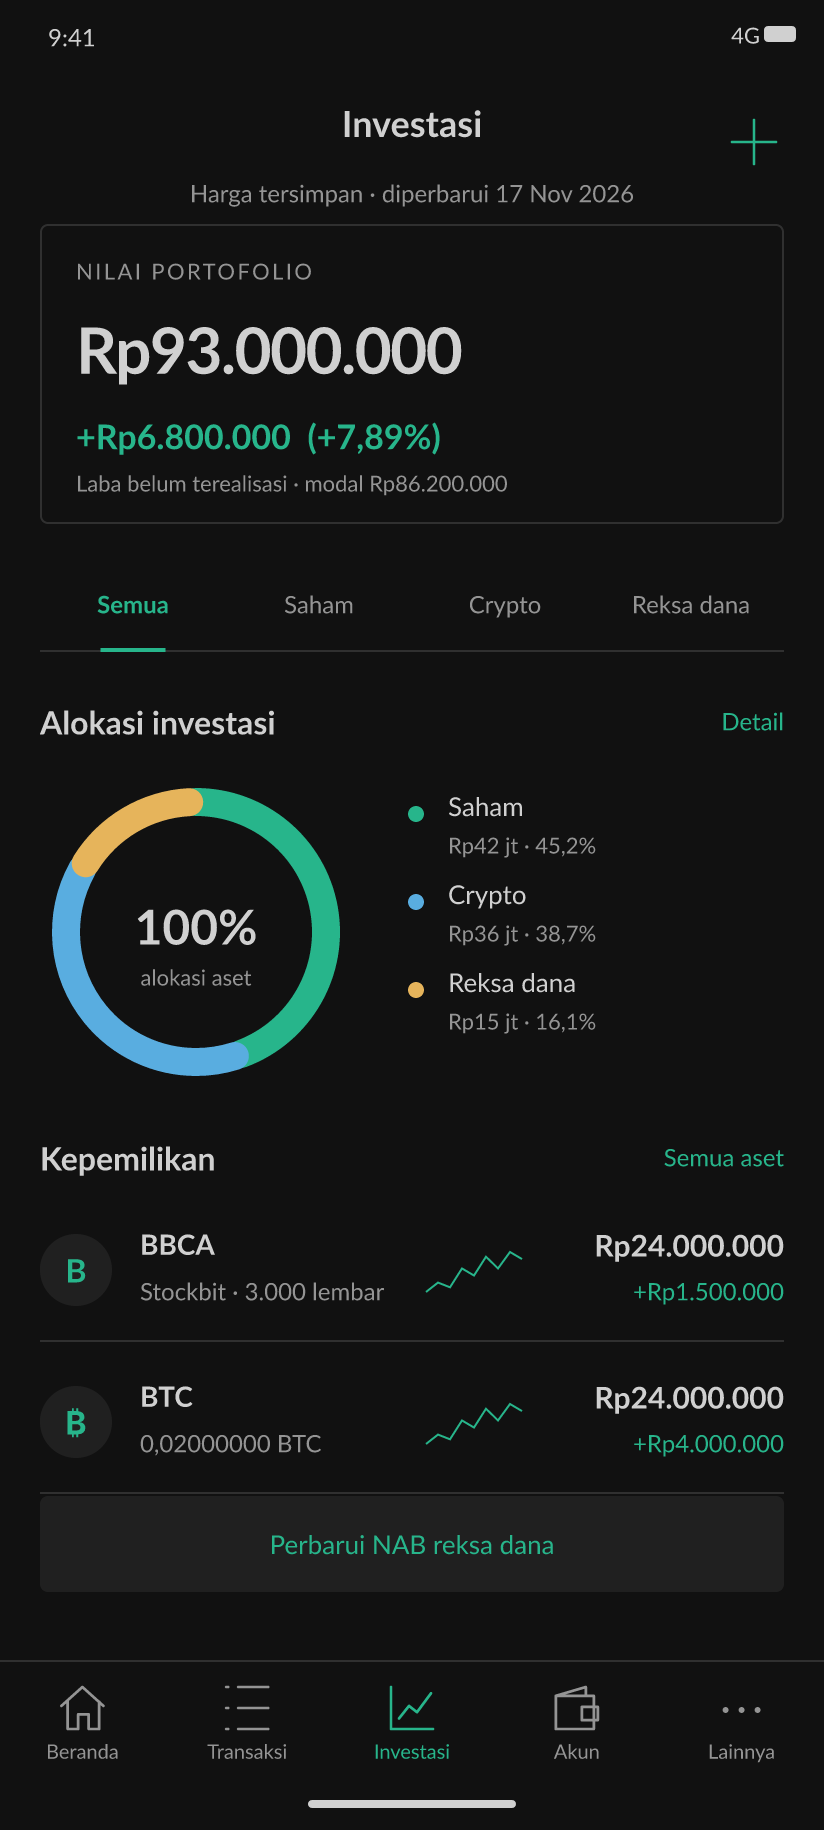 9:41
4G
Investasi
Harga tersimpan · diperbarui 17 Nov 2026
NILAI PORTOFOLIO
Rp93.000.000
+Rp6.800.000 (+7,89%)
Laba belum terealisasi · modal Rp86.200.000
Semua Saham Crypto Reksa dana
Alokasi investasi
Detail
100%
alokasi aset
Saham
Rp42 jt · 45,2%
Crypto
Rp36 jt · 38,7%
Reksa dana
Rp15 jt · 16,1%
Kepemilikan
Semua aset
B
BBCA
Stockbit · 3.000 lembar
Rp24.000.000
+Rp1.500.000
₿
BTC
0,02000000 BTC
Rp24.000.000
+Rp4.000.000
Perbarui NAB reksa dana
Beranda Transaksi Investasi Akun Lainnya